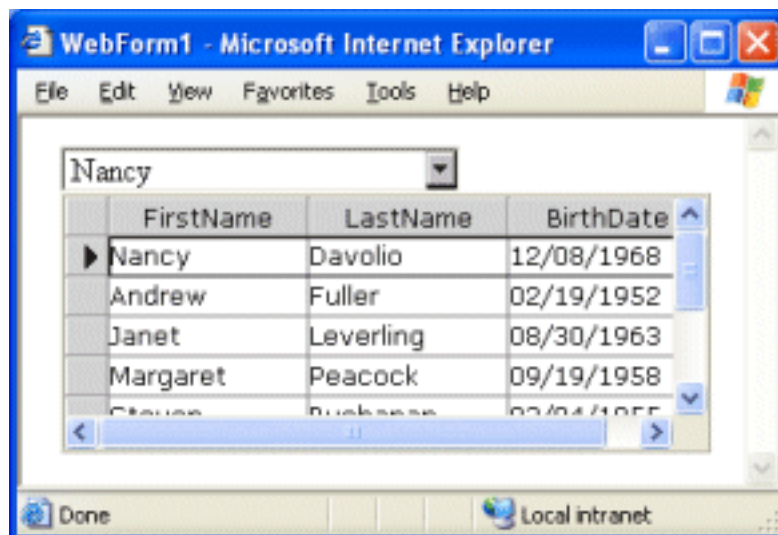 WebForm1 - Microsoft Internet Explorer
File Edit View Favorites Tools Help
Nancy
FirstName LastName BirthDate
Nancy Davolio 12/08/1968
Andrew Fuller 02/19/1952
Janet Leverling 08/30/1963
Margaret Peacock 09/19/1958
Done Local intranet